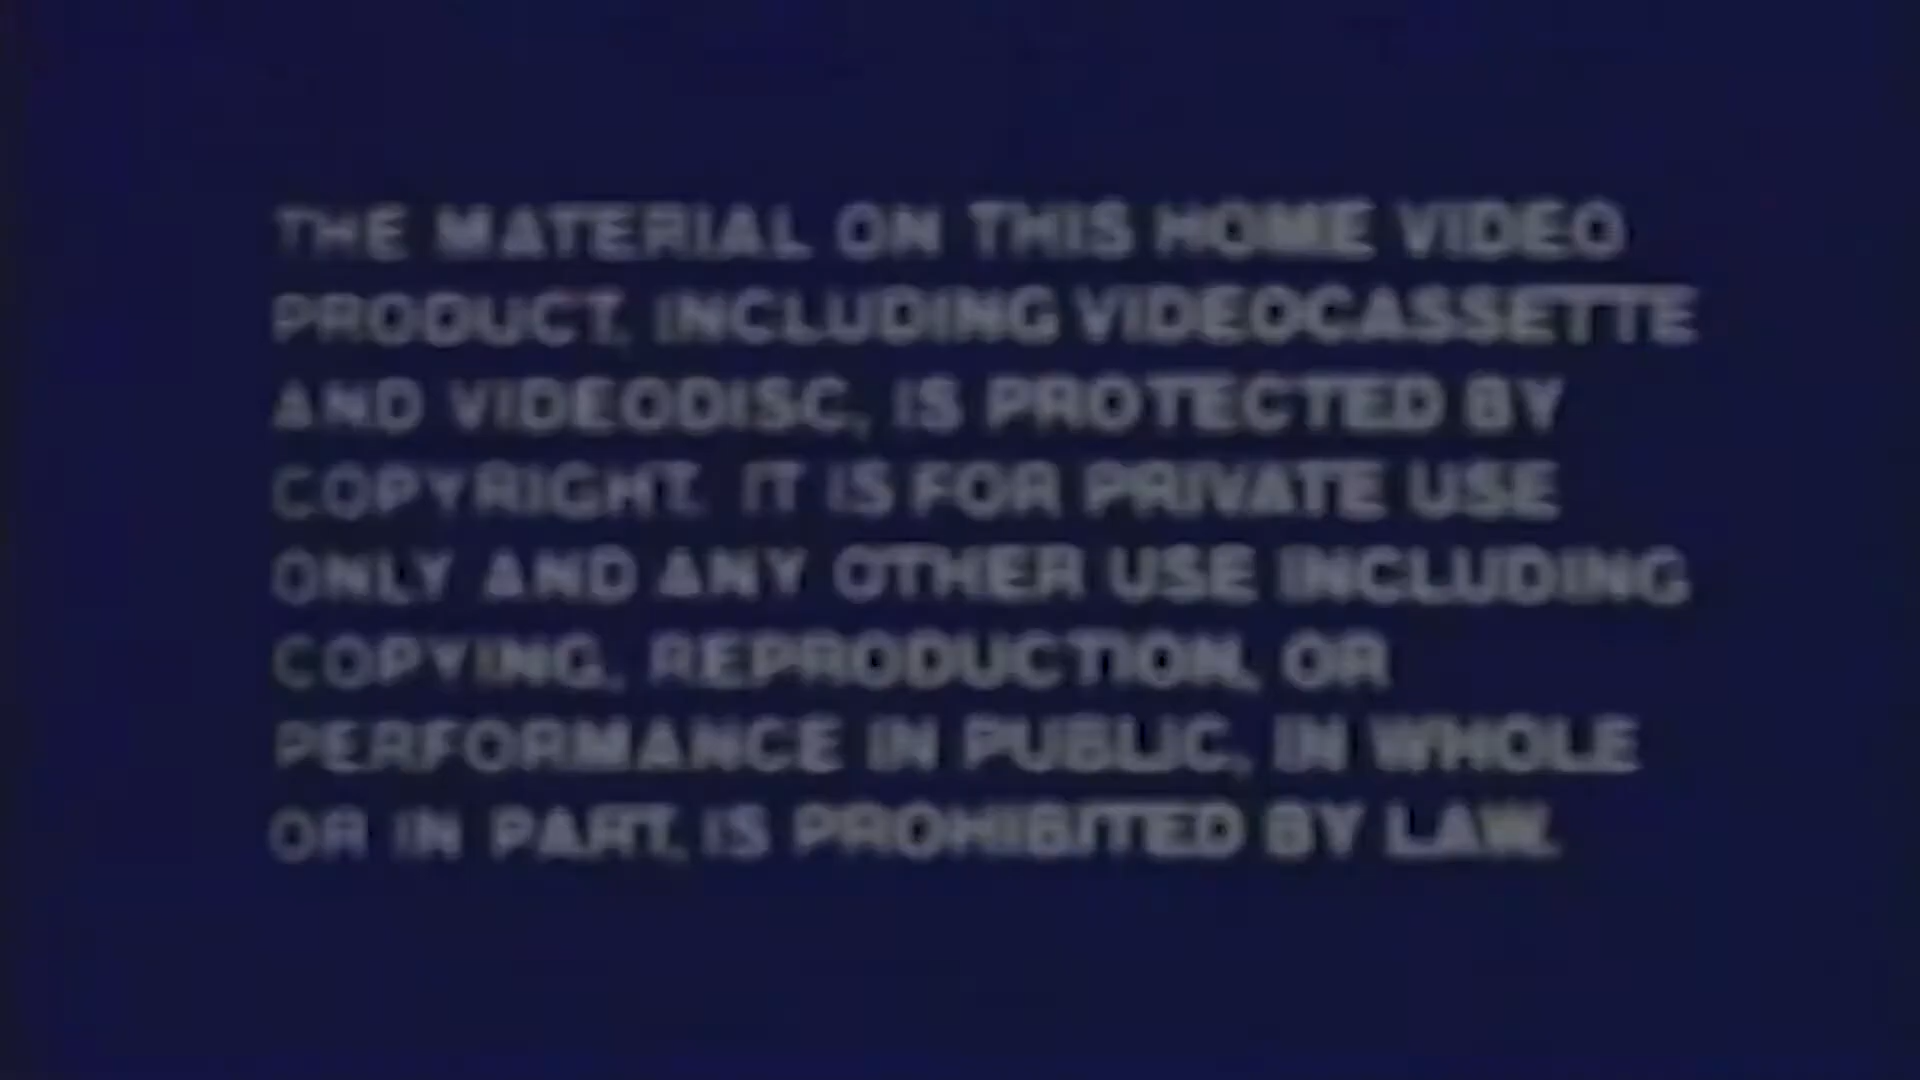 THE MATERIAL ON THIS HOME VIDEO
PRODUCT, INCLUDING VIDEOCASSETTE
AND VIDEODISC, IS PROTECTED BY
COPYRIGHT. IT IS FOR PRIVATE USE
ONLY AND ANY OTHER USE INCLUDING
COPYING, REPRODUCTION, OR
PERFORMANCE IN PUBLIC, IN WHOLE
OR IN PART, IS PROHIBITED BY LAW.